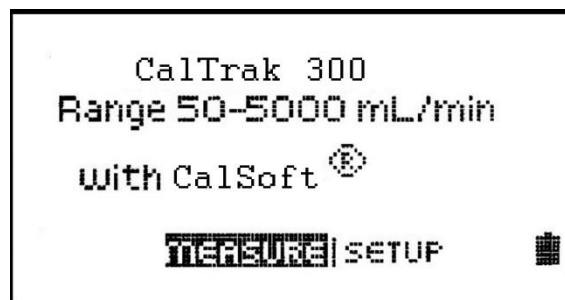 CalTrak 300
Range 50-5000 mL/min
with CalSoft ®
MEASURE|SETUP